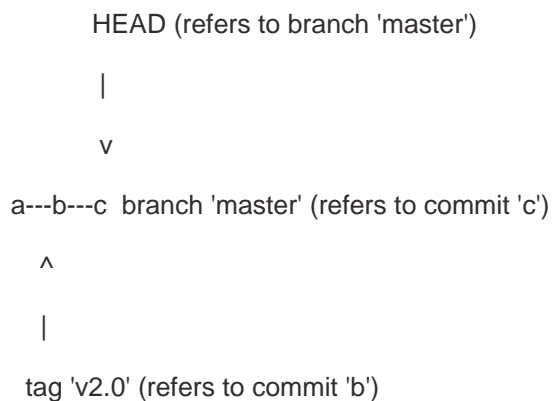 HEAD (refers to branch 'master')
|
v
a---b---c branch 'master' (refers to commit 'c')
^
|
tag 'v2.0' (refers to commit 'b')